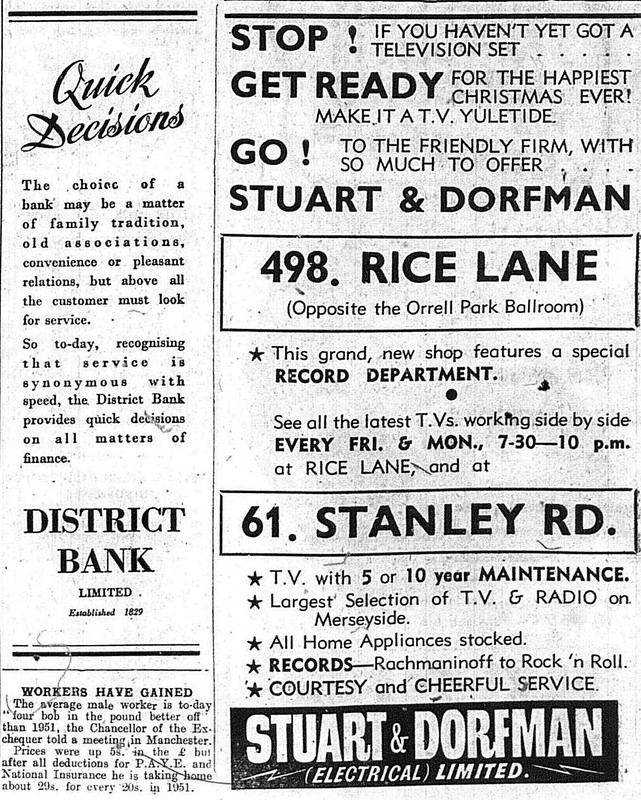 Quick
Decisions
The choice of a
bank may be a matter
of family tradition,
old associations,
convenience or pleasant
relations, but above all
the customer must look
for service.
So to-day, recognising
that service is
synonymous with
speed, the District Bank
provides quick decisions
on all matters of
finance.
DISTRICT
BANK
LIMITED
Established 1829
WORKERS HAVE GAINED
The average male worker is to-day
"four bob in the pound better off"
than 1951, the Chancellor of the Ex-
chequer told a meeting in Manchester.
Prices were up 5s. in the £ but
after all deductions for P.A.Y.E. and
National Insurance he is taking home
about 29s. for every 20s. in 1951.
STOP ! IF YOU HAVEN'T YET GOT A
TELEVISION SET . . . . .
GET READY FOR THE HAPPIEST
CHRISTMAS EVER!
MAKE IT A T.V. YULETIDE.
GO ! TO THE FRIENDLY FIRM, WITH
SO MUCH TO OFFER . . . .
STUART & DORFMAN
498. RICE LANE
(Opposite the Orrell Park Ballroom)
★ This grand, new shop features a special
RECORD DEPARTMENT.
●
See all the latest T.Vs. working side by side
EVERY FRI. & MON., 7-30—10 p.m.
at RICE LANE, and at
61. STANLEY RD.
★ T.V. with 5 or 10 year MAINTENANCE.
★ Largest Selection of T.V. & RADIO on
Merseyside.
★ All Home Appliances stocked.
★ RECORDS—Rachmaninoff to Rock 'n Roll.
★ COURTESY and CHEERFUL SERVICE.
STUART & DORFMAN
(ELECTRICAL) LIMITED.